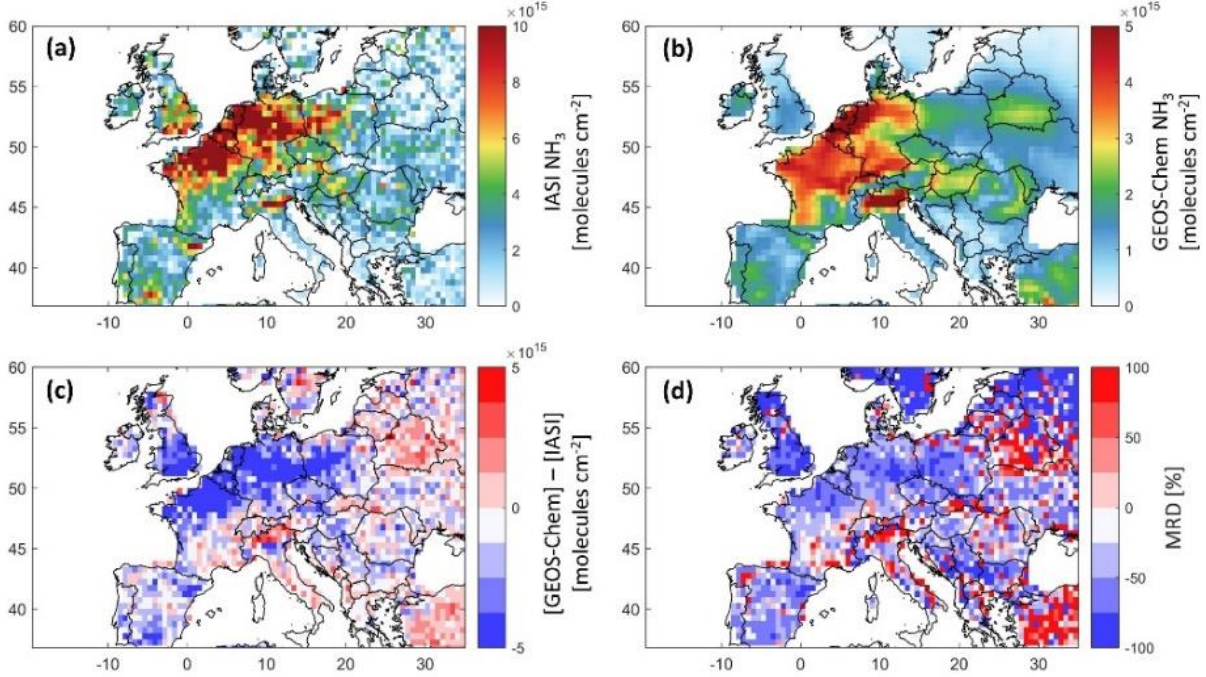 (a)
60
55
50
45
40
-10 0 10 20 30
× 10^15
10
8
6
4
2
0
IASI NH3
[molecules cm-2]
(b)
60
55
50
45
40
-10 0 10 20 30
× 10^15
5
4
3
2
1
0
GEOS-Chem NH3
[molecules cm-2]
(c)
60
55
50
45
40
-10 0 10 20 30
× 10^15
5
0
-5
[GEOS-Chem] – [IASI]
[molecules cm-2]
(d)
60
55
50
45
40
-10 0 10 20 30
100
50
0
-50
-100
MRD [%]